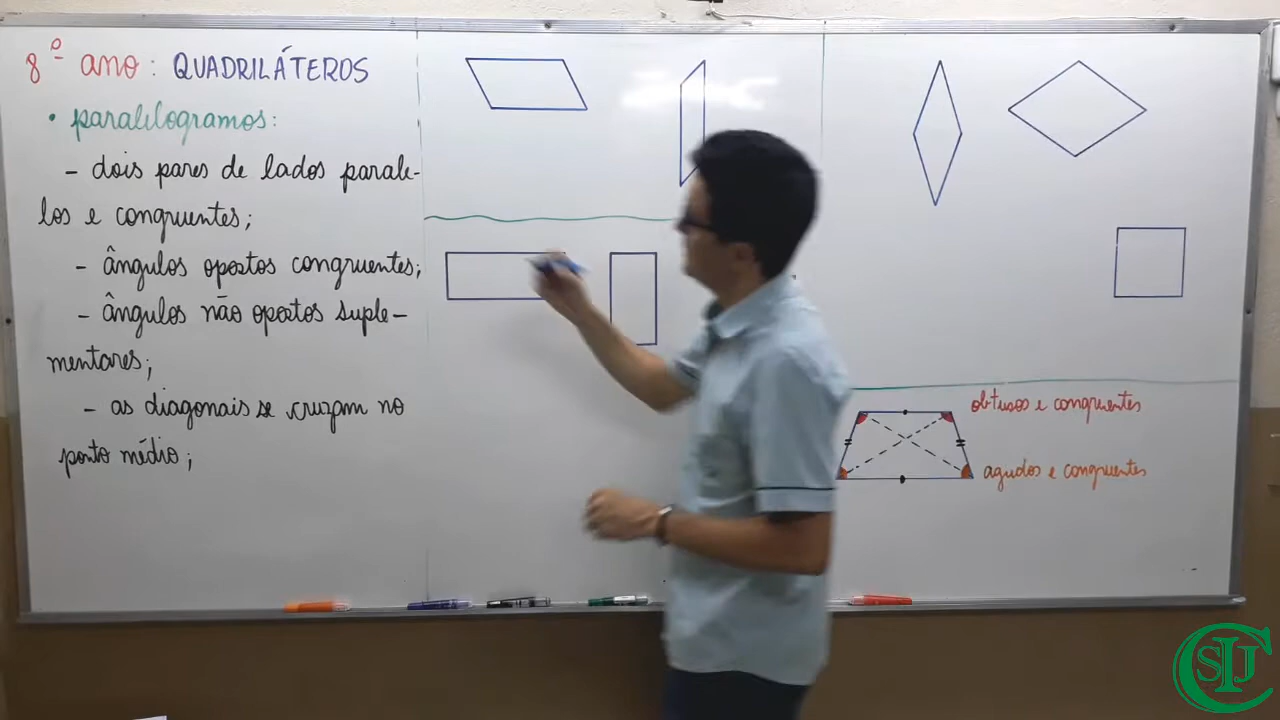 8º ano: QUADRILÁTEROS
• paralelogramos:
- dois pares de lados parale-
los e congruentes;
- ângulos opostos congruentes;
- ângulos não opostos suple-
mentares;
- as diagonais se cruzam no
ponto médio;
obtusos e congruentes
agudos e congruentes
CSIJ